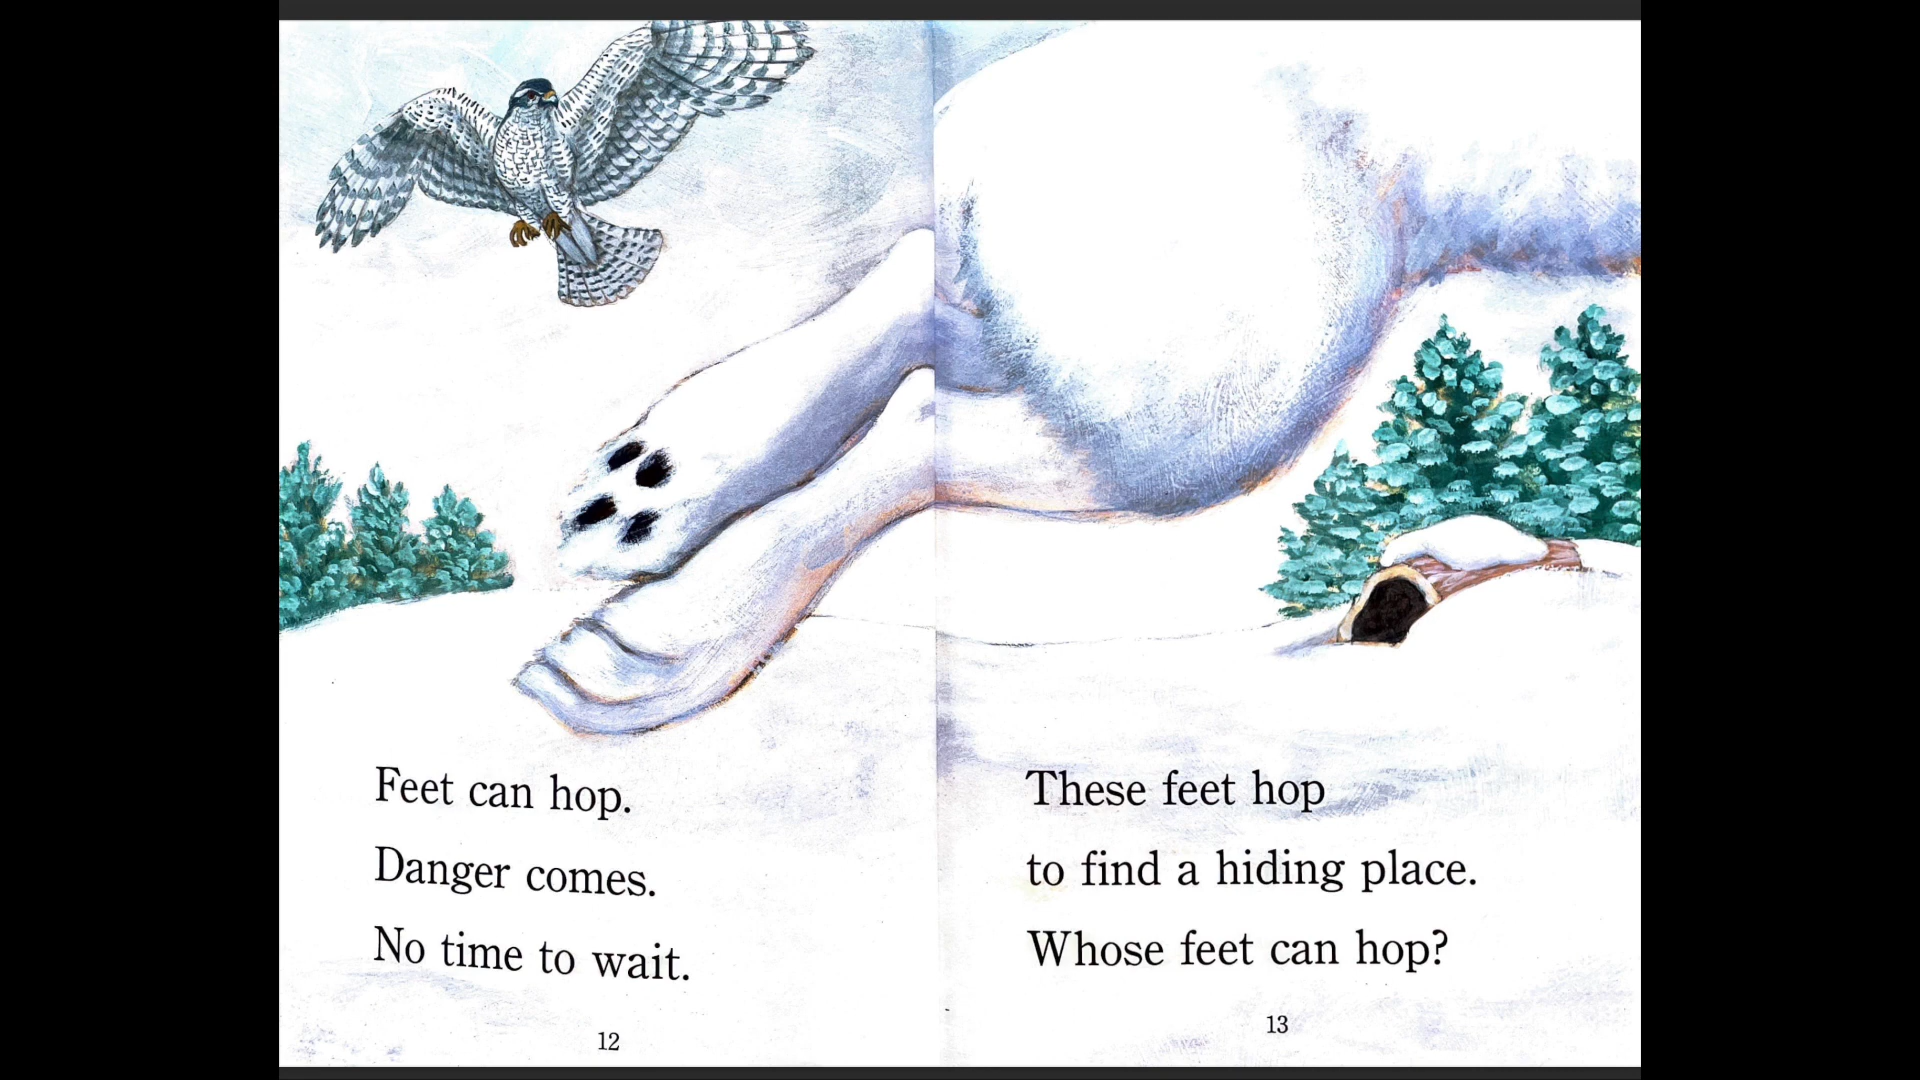 Feet can hop.
Danger comes.
No time to wait.
12
These feet hop
to find a hiding place.
Whose feet can hop?
13